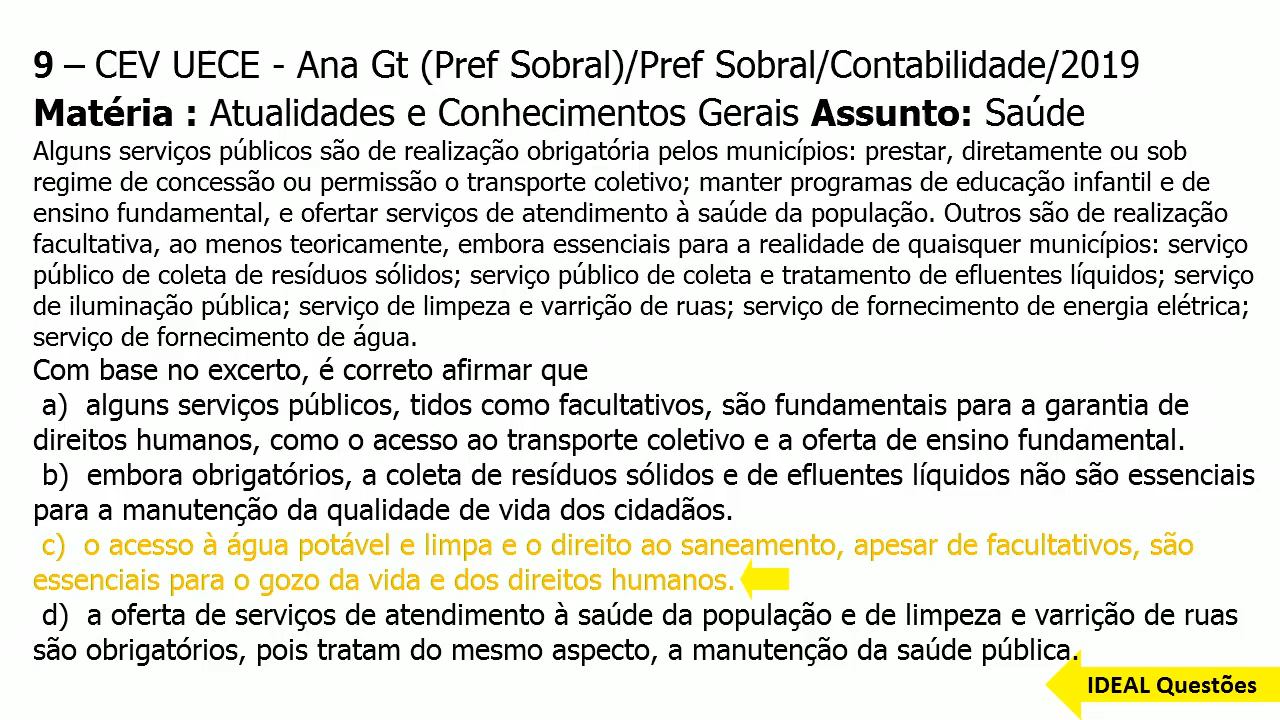 9 – CEV UECE - Ana Gt (Pref Sobral)/Pref Sobral/Contabilidade/2019
Matéria : Atualidades e Conhecimentos Gerais Assunto: Saúde
Alguns serviços públicos são de realização obrigatória pelos municípios: prestar, diretamente ou sob
regime de concessão ou permissão o transporte coletivo; manter programas de educação infantil e de
ensino fundamental, e ofertar serviços de atendimento à saúde da população. Outros são de realização
facultativa, ao menos teoricamente, embora essenciais para a realidade de quaisquer municípios: serviço
público de coleta de resíduos sólidos; serviço público de coleta e tratamento de efluentes líquidos; serviço
de iluminação pública; serviço de limpeza e varrição de ruas; serviço de fornecimento de energia elétrica;
serviço de fornecimento de água.
Com base no excerto, é correto afirmar que
a) alguns serviços públicos, tidos como facultativos, são fundamentais para a garantia de
direitos humanos, como o acesso ao transporte coletivo e a oferta de ensino fundamental.
b) embora obrigatórios, a coleta de resíduos sólidos e de efluentes líquidos não são essenciais
para a manutenção da qualidade de vida dos cidadãos.
c) o acesso à água potável e limpa e o direito ao saneamento, apesar de facultativos, são
essenciais para o gozo da vida e dos direitos humanos.
d) a oferta de serviços de atendimento à saúde da população e de limpeza e varrição de ruas
são obrigatórios, pois tratam do mesmo aspecto, a manutenção da saúde pública.
IDEAL Questões